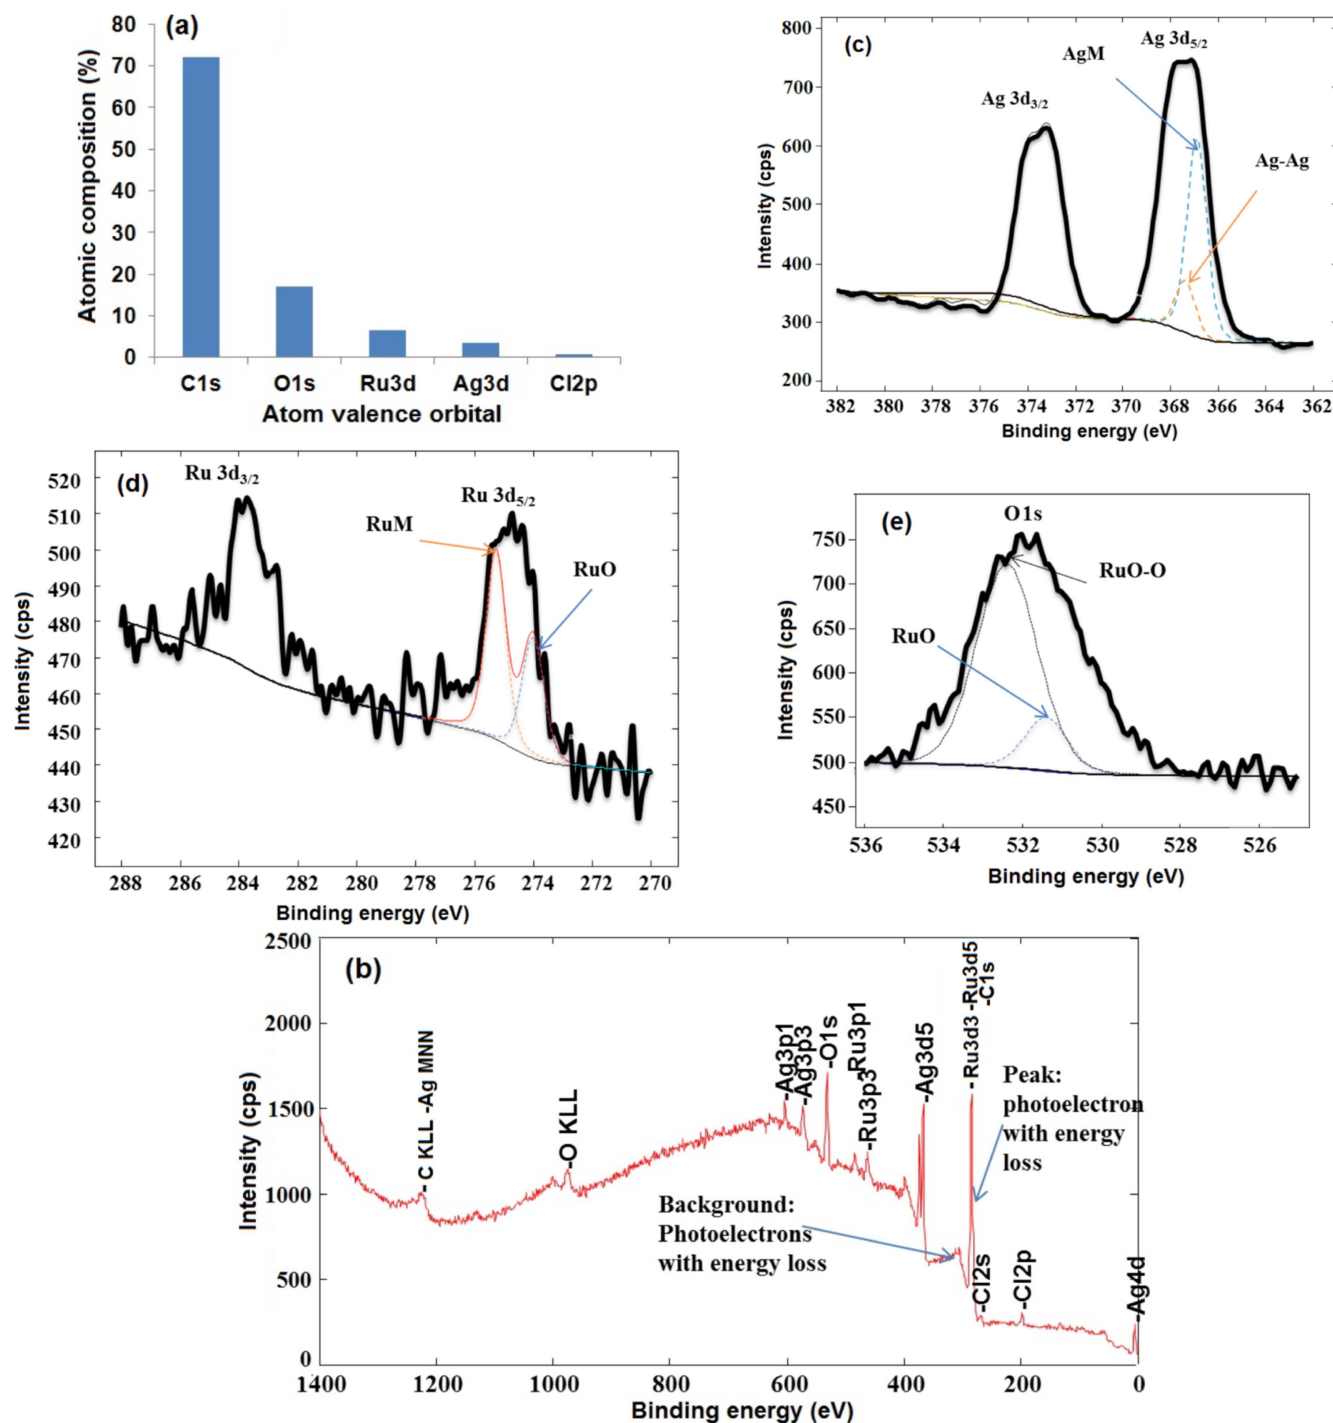 (a)
Atomic composition (%)
80
70
60
50
40
30
20
10
0
C1s O1s Ru3d Ag3d Cl2p
Atom valence orbital
(c)
Intensity (cps)
800
700
600
500
400
300
200
Ag 3d3/2
AgM
Ag 3d5/2
Ag-Ag
382 380 378 376 374 372 370 368 366 364 362
Binding energy (eV)
(d)
Intensity (cps)
520
510
500
490
480
470
460
450
440
430
420
Ru 3d3/2
Ru 3d5/2
RuM
RuO
288 286 284 282 280 278 276 274 272 270
Binding energy (eV)
(e)
Intensity (cps)
750
700
650
600
550
500
450
O1s
RuO-O
RuO
536 534 532 530 528 526
Binding energy (eV)
(b)
Intensity (cps)
2500
2000
1500
1000
500
0
- C KLL -Ag MNN
-O KLL
-Ag3p1
-Ag3p3
-O1s
-Ru3p1
-Ru3p3
-Ag3d5
- Ru3d3 -Ru3d5
-C1s
Peak:
photoelectron
with energy
loss
Background:
Photoelectrons
with energy loss
-Cl2s
-Cl2p
-Ag4d
1400 1200 1000 800 600 400 200 0
Binding energy (eV)